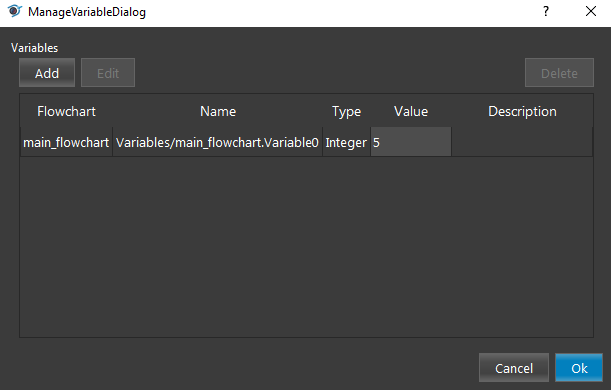 ManageVariableDialog
?
Variables
Add Edit Delete
Flowchart Name Type Value Description
main_flowchart Variables/main_flowchart.Variable0 Integer 5
Cancel Ok